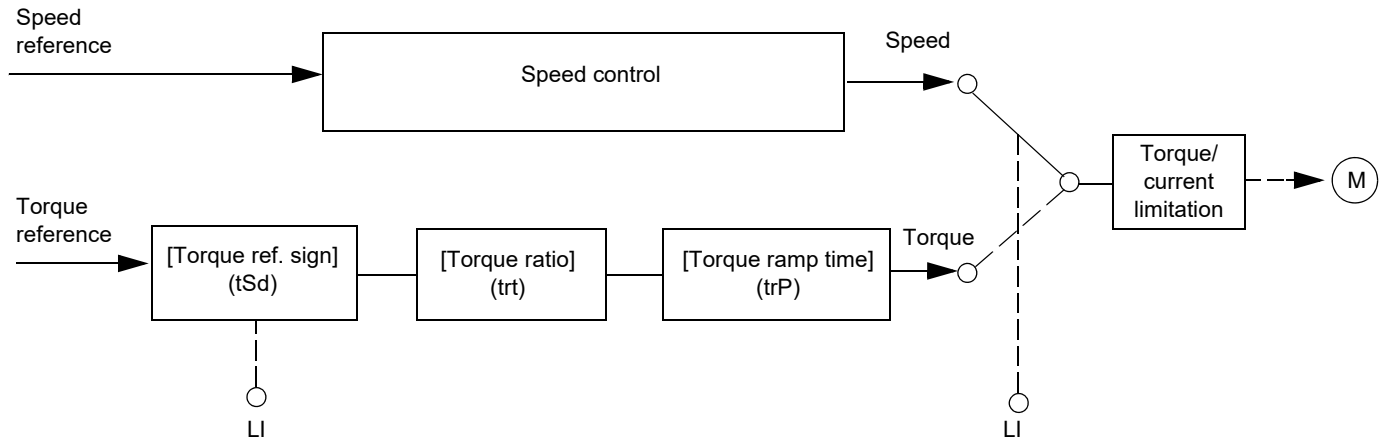 Speed
reference
Speed control
Speed
Torque/
current
limitation
M
Torque
reference
[Torque ref. sign]
(tSd)
[Torque ratio]
(trt)
[Torque ramp time]
(trP)
Torque
LI
LI